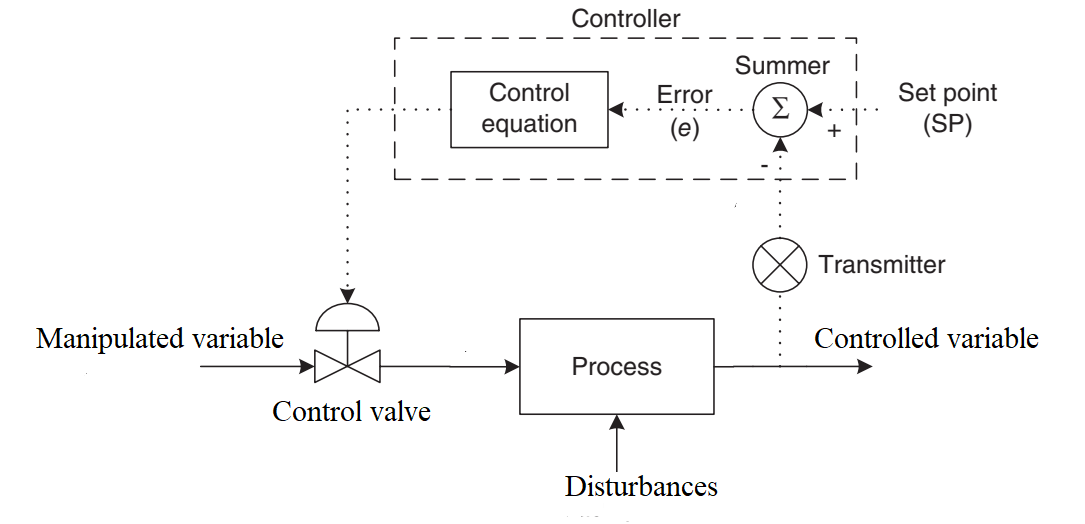 Controller
Summer
Control
equation
Error
(e)
Σ
+
-
Set point
(SP)
Transmitter
Manipulated variable
Control valve
Process
Controlled variable
Disturbances